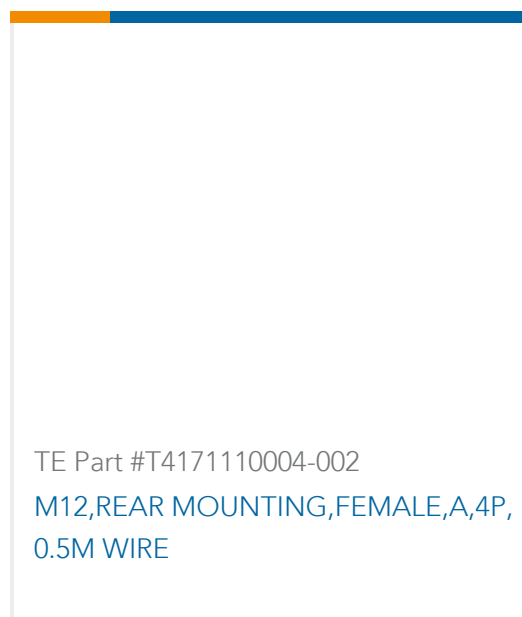 TE Part #T4171110004-002
M12,REAR MOUNTING,FEMALE,A,4P,
0.5M WIRE